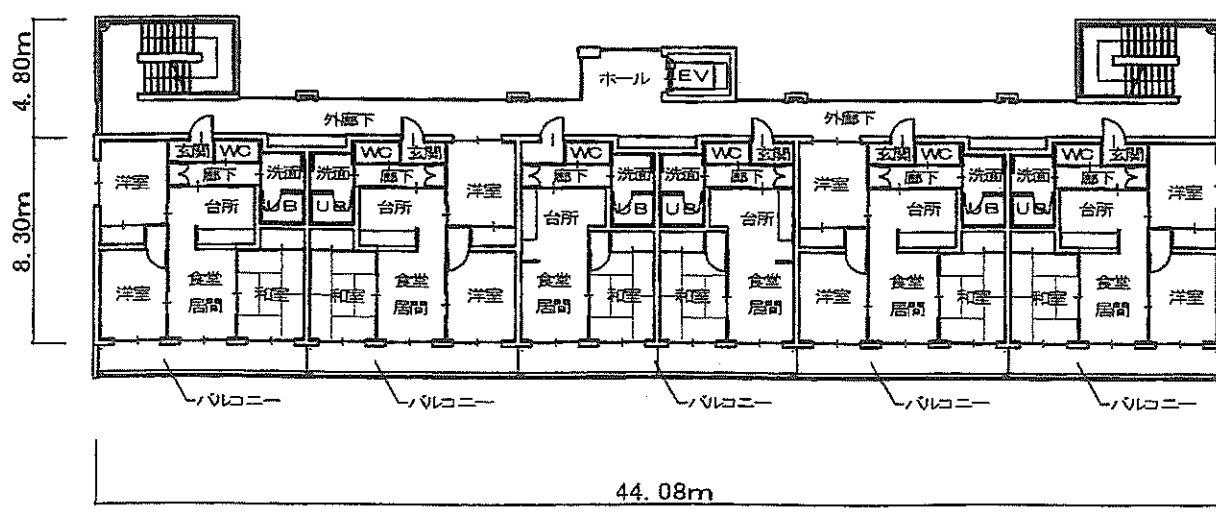 4. 80m
8. 30m
ホール
EV
外廊下
外廊下
玄関 WC
WC 玄関
WC
WC 玄関
玄関 WC
WC 玄関
洋室
廊下
洗面
洗面
廊下
洋室
廊下
洗面
洗面
廊下
洋室
廊下
洗面
洗面
廊下
洋室
台所
UB
UB
台所
台所
UB
UB
台所
台所
UB
UB
台所
洋室
食堂
居間
和室
和室
食堂
居間
洋室
食堂
居間
和室
和室
食堂
居間
洋室
食堂
居間
和室
和室
食堂
居間
洋室
バルコニー
バルコニー
バルコニー
バルコニー
バルコニー
44. 08m